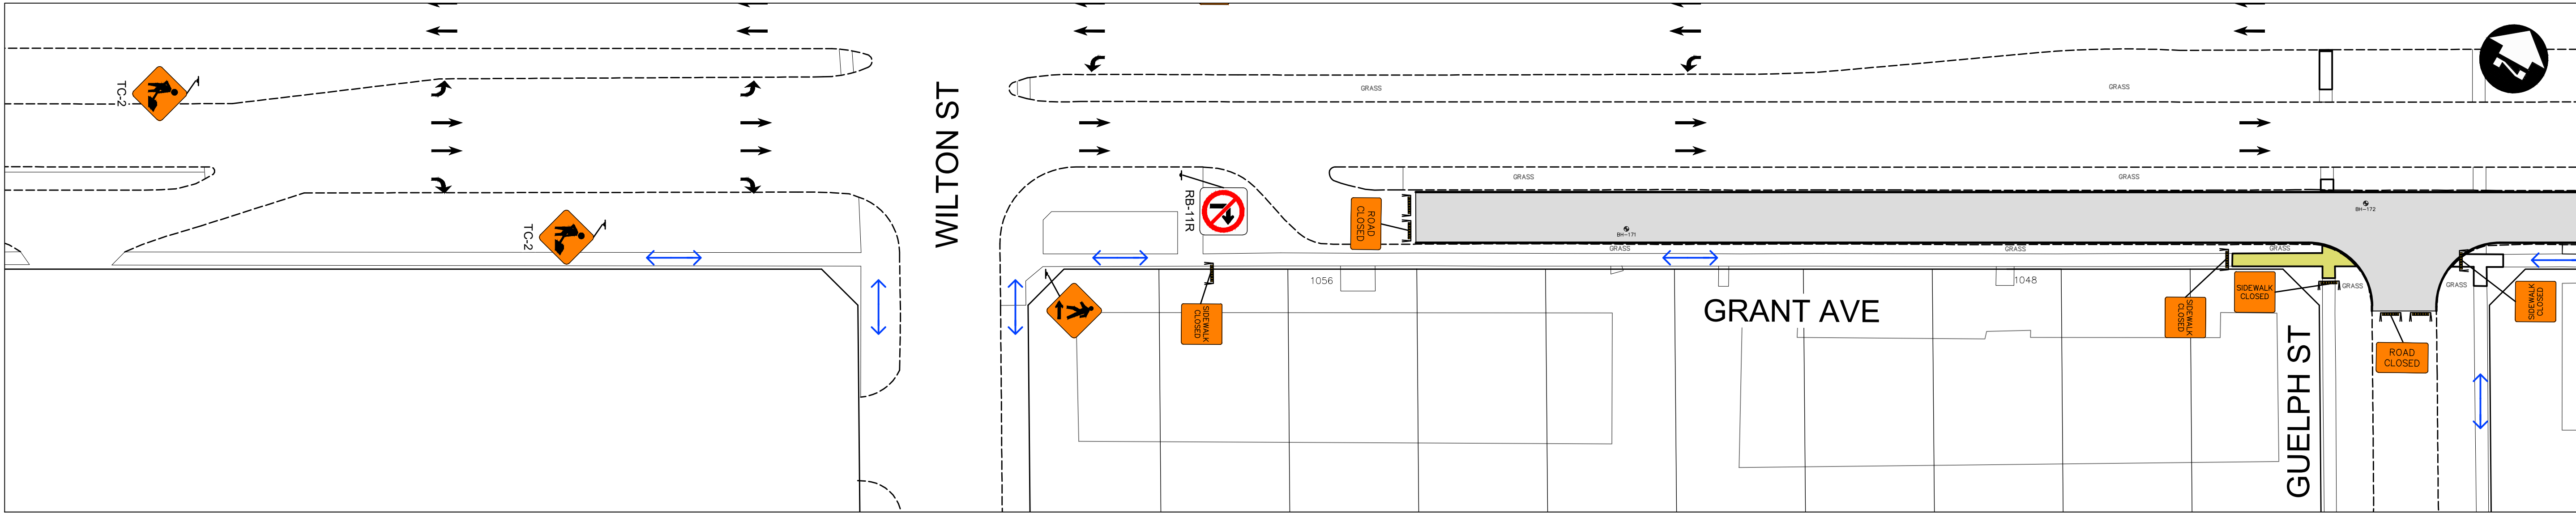 TC-2
TC-2
WILTON ST
RB-11R
GRASS
GRASS
GRASS
GRASS
ROAD
CLOSED
BH-171
BH-172
GRASS
GRASS
GRASS
SIDEWALK
CLOSED
1056
1048
GRANT AVE
SIDEWALK
CLOSED
SIDEWALK
CLOSED
GUELPH ST
GRASS
GRASS
ROAD
CLOSED
SIDEWALK
CLOSED